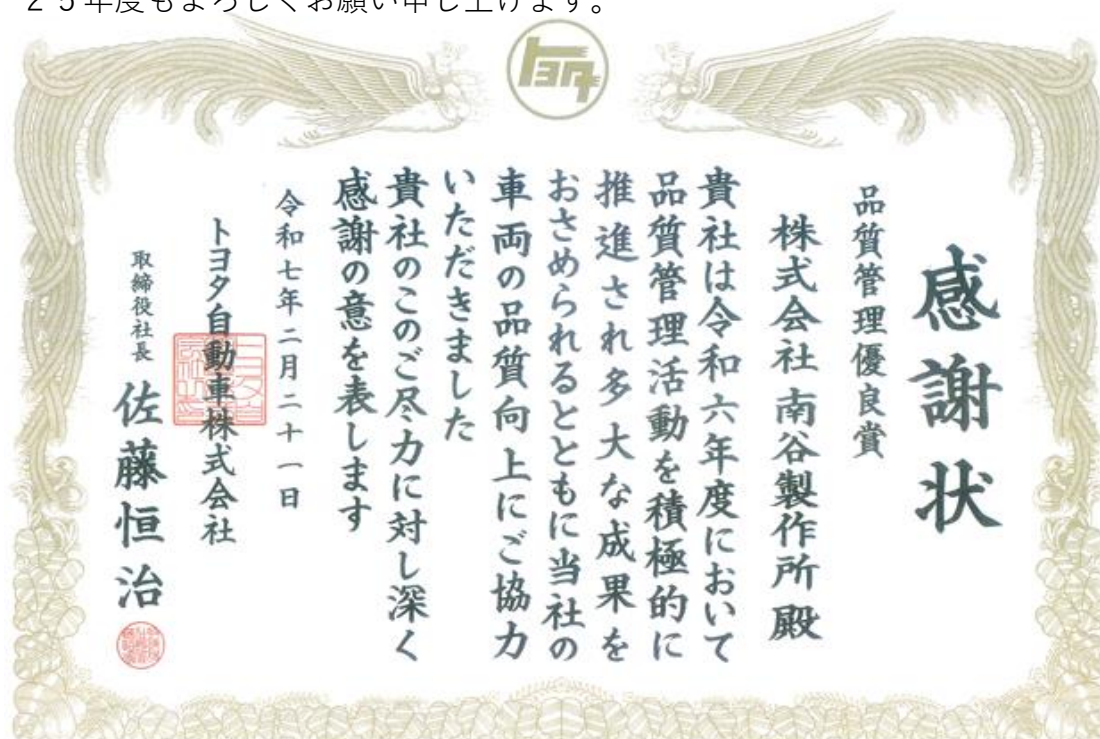 ２５年度もよろしくお願い申し上げます。
トヨタ
感謝状
品質管理優良賞
株式会社 南谷製作所 殿
貴社は令和六年度において
品質管理活動を積極的に
推進され多大な成果を
おさめられるとともに当社の
車両の品質向上にご協力
いただきました
貴社のこのご尽力に対し深く
感謝の意を表します
令和七年二月二十一日
トヨタ自動車株式会社
取締役社長 佐藤恒治